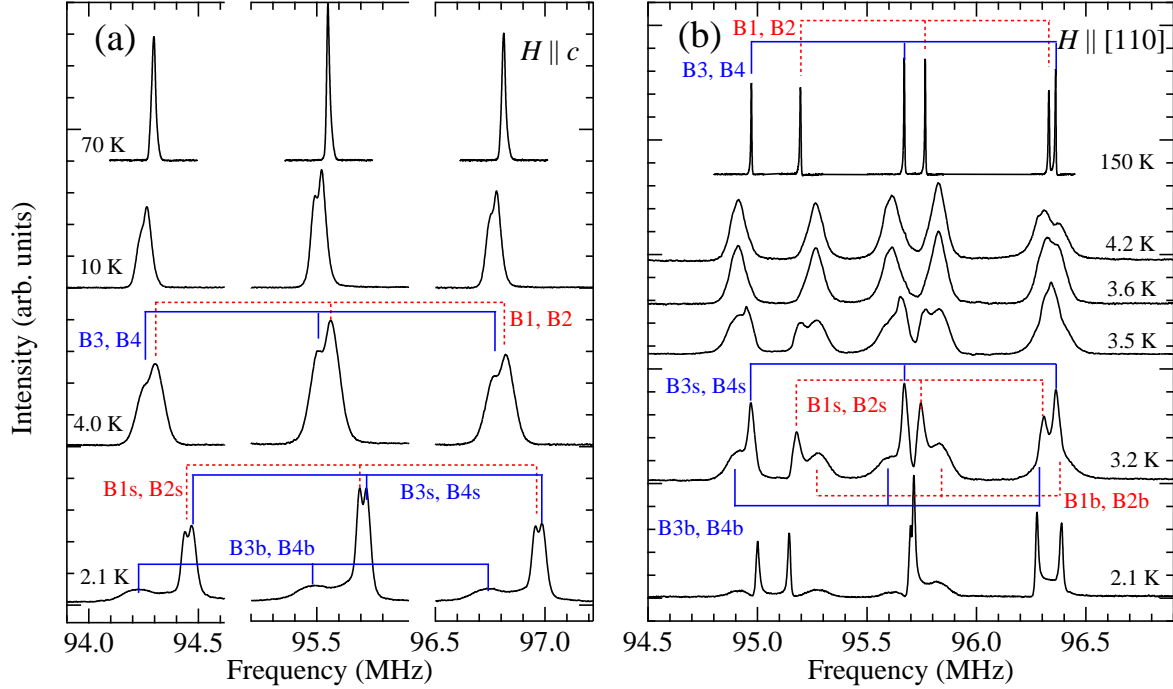 (a)
H || c
70 K
10 K
B3, B4
B1, B2
4.0 K
B1s, B2s
B3s, B4s
B3b, B4b
2.1 K
94.0
94.5
95.5
96.5
97.0
Frequency (MHz)
Intensity (arb. units)
(b)
B1, B2
H || [110]
B3, B4
150 K
4.2 K
3.6 K
3.5 K
B3s, B4s
B1s, B2s
3.2 K
B1b, B2b
B3b, B4b
2.1 K
94.5
95.0
95.5
96.0
96.5
Frequency (MHz)